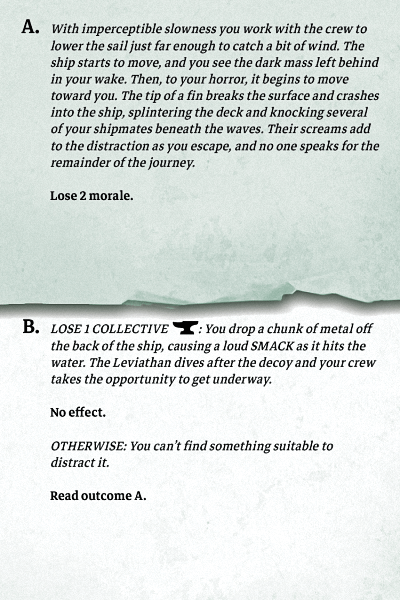 A. With imperceptible slowness you work with the crew to
lower the sail just far enough to catch a bit of wind. The
ship starts to move, and you see the dark mass left behind
in your wake. Then, to your horror, it begins to move
toward you. The tip of a fin breaks the surface and crashes
into the ship, splintering the deck and knocking several
of your shipmates beneath the waves. Their screams add
to the distraction as you escape, and no one speaks for the
remainder of the journey.
Lose 2 morale.
B. LOSE 1 COLLECTIVE : You drop a chunk of metal off
the back of the ship, causing a loud SMACK as it hits the
water. The Leviathan dives after the decoy and your crew
takes the opportunity to get underway.
No effect.
OTHERWISE: You can't find something suitable to
distract it.
Read outcome A.